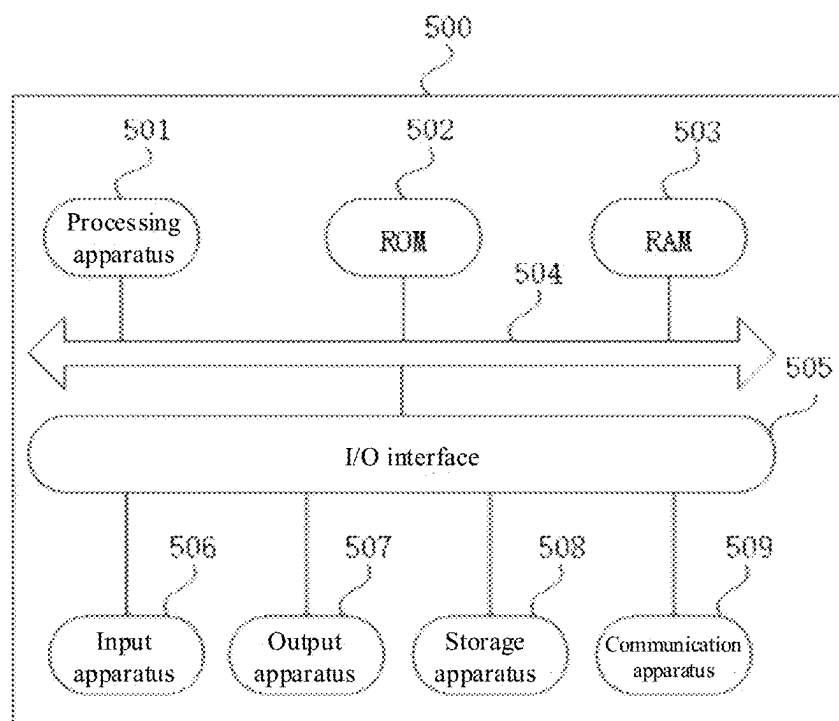 500
501
502
503
Processing
apparatus
ROM
RAM
504
505
I/O interface
506
507
508
509
Input
apparatus
Output
apparatus
Storage
apparatus
Communication
apparatus